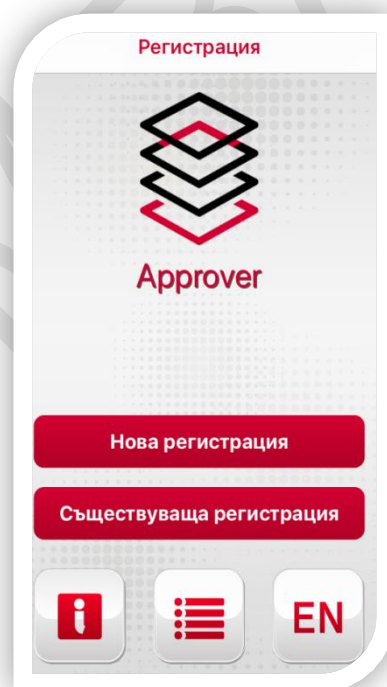 Регистрация
Approver
Нова регистрация
Съществуваща регистрация
i
EN